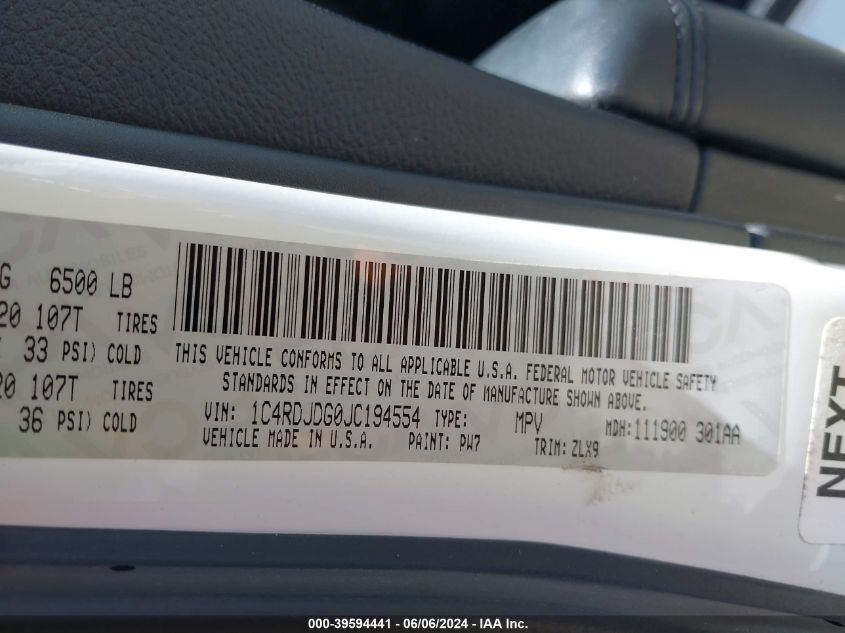 G 6500 LB
20 107T TIRES
33 PSI) COLD
20 107T TIRES
36 PSI) COLD
THIS VEHICLE CONFORMS TO ALL APPLICABLE U.S.A. FEDERAL MOTOR VEHICLE SAFETY
STANDARDS IN EFFECT ON THE DATE OF MANUFACTURE SHOWN ABOVE.
VIN: 1C4RDJDG0JC194554 TYPE: MPV MDH:111900 301AA
VEHICLE MADE IN U.S.A. PAINT: PW7 TRIM: ZLX9
NEXT
000-39594441 - 06/06/2024 - IAA Inc.